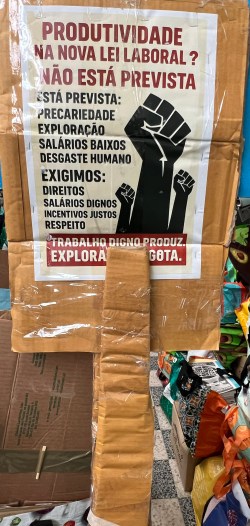 PRODUTIVIDADE
NA NOVA LEI LABORAL?
NÃO ESTÁ PREVISTA
ESTÁ PREVISTA:
PRECARIEDADE
EXPLORAÇÃO
SALÁRIOS BAIXOS
DESGASTE HUMANO
EXIGIMOS:
DIREITOS
SALÁRIOS DIGNOS
INCENTIVOS JUSTOS
RESPEITO
TRABALHO DIGNO PRODUZ.